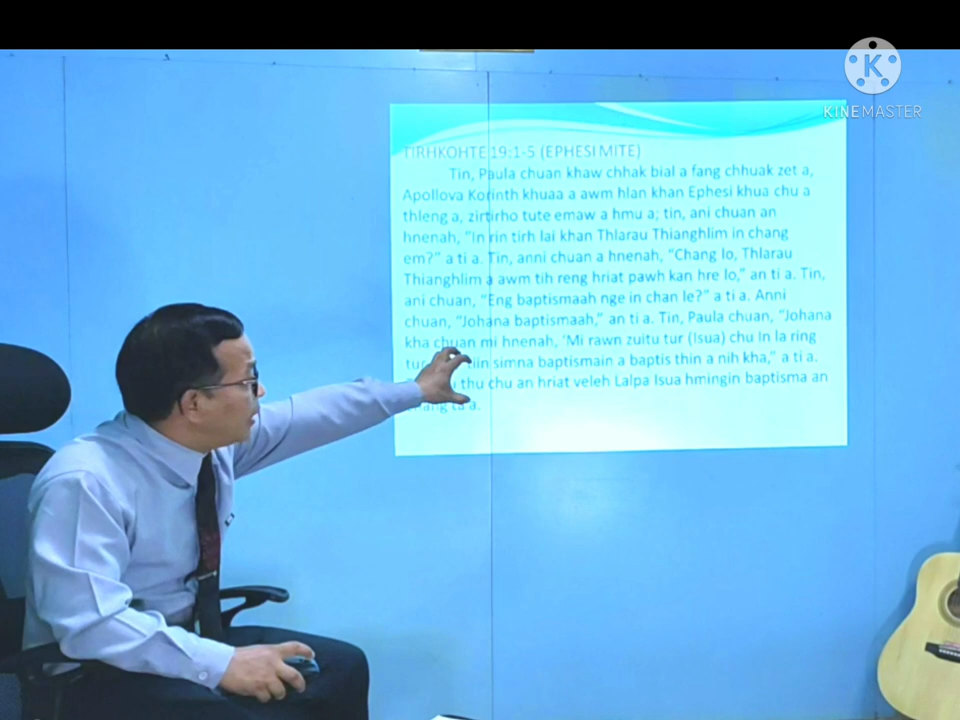 TIRHKOHTE 19:1-5 (EPHESI MITE)
Tin, Paula chuan khaw chhak bial a fang chhuak zet a,
Apollova Korinth khuaa a awm hlan khan Ephesi khua chu a
thleng a, zirtirho tute emaw a hmu a; tin, ani chuan an
hnenah, “In rin tirh lai khan Thlarau Thianghlim in chang
em?” a ti a. Tin, anni chuan a hnenah, “Chang lo, Thlarau
Thianghlim a awm tih reng hriat pawh kan hre lo,” an ti a. Tin,
ani chuan, “Eng baptismaah nge in chan le?” a ti a. Anni
chuan, “Johana baptismaah,” an ti a. Tin, Paula chuan, “Johana
kha chuan mi hnenah, ‘Mi rawn zuitu tur (Isua) chu In la ring
simna baptismain a baptis thin a nih kha,” a ti a.
thu chu an hriat veleh Lalpa Isua hmingin baptisma an
ta a.
K
KINEMASTER